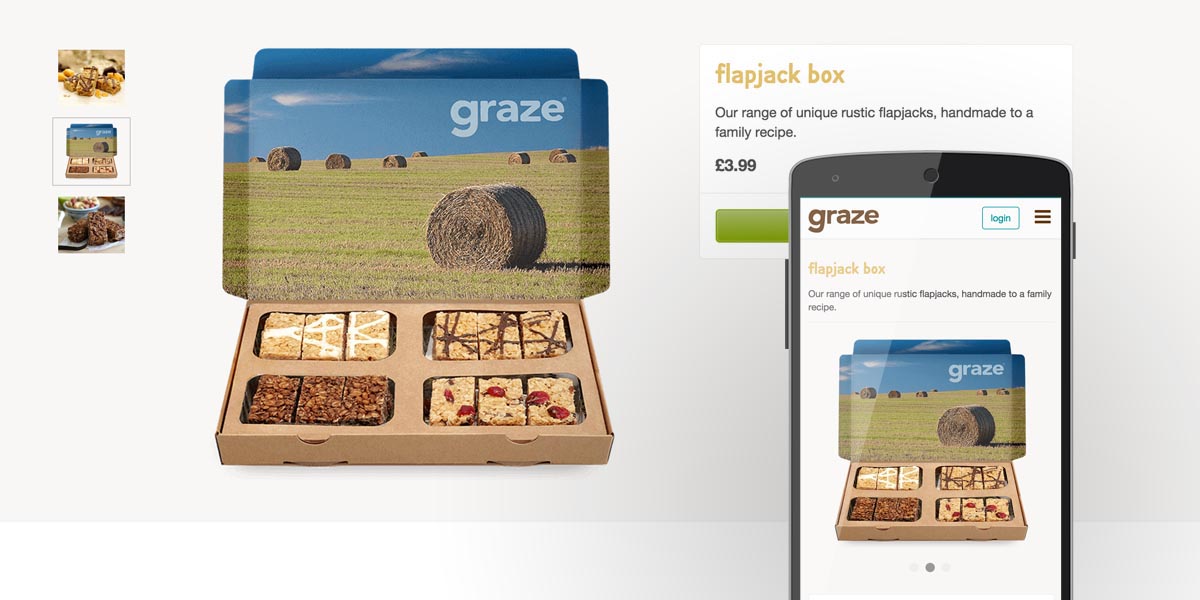 graze
flapjack box
Our range of unique rustic flapjacks, handmade to a
family recipe.
£3.99
graze
login
flapjack box
Our range of unique rustic flapjacks, handmade to a family
recipe.
graze